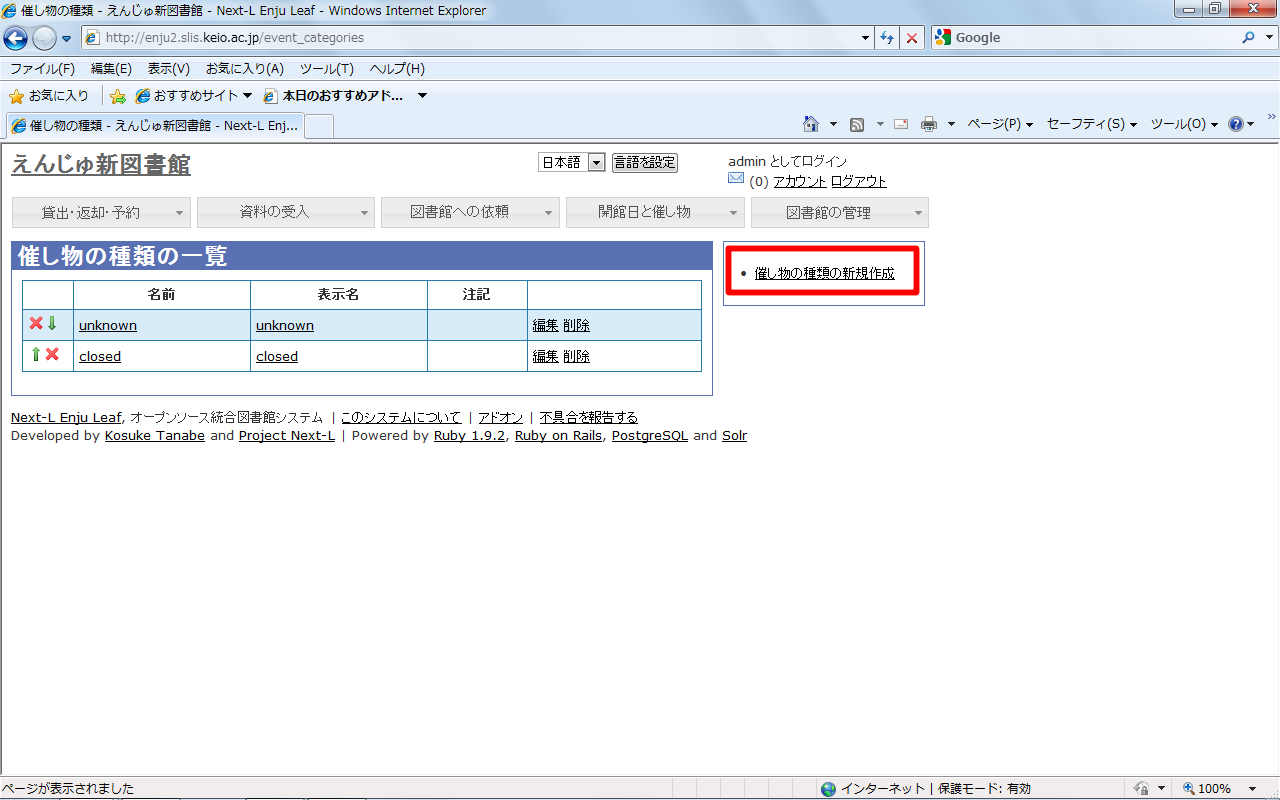 催し物の種類 - えんじゅ新図書館 - Next-L Enju Leaf - Windows Internet Explorer
http://enju2.slis.keio.ac.jp/event_categories
Google
ファイル(F) 編集(E) 表示(V) お気に入り(A) ツール(T) ヘルプ(H)
お気に入り おすすめサイト 本日のおすすめアド...
催し物の種類 - えんじゅ新図書館 - Next-L Enj... ページ(P) セーフティ(S) ツール(O)
えんじゅ新図書館 日本語 言語を設定 admin としてログイン
(0) アカウント ログアウト
貸出・返却・予約 資料の受入 図書館への依頼 開館日と催し物 図書館の管理
催し物の種類の一覧
催し物の種類の新規作成
名前 表示名 注記
unknown unknown 編集 削除
closed closed 編集 削除
Next-L Enju Leaf, オープンソース統合図書館システム | このシステムについて | アドオン | 不具合を報告する
Developed by Kosuke Tanabe and Project Next-L | Powered by Ruby 1.9.2, Ruby on Rails, PostgreSQL and Solr
ページが表示されました インターネット | 保護モード: 有効 100%